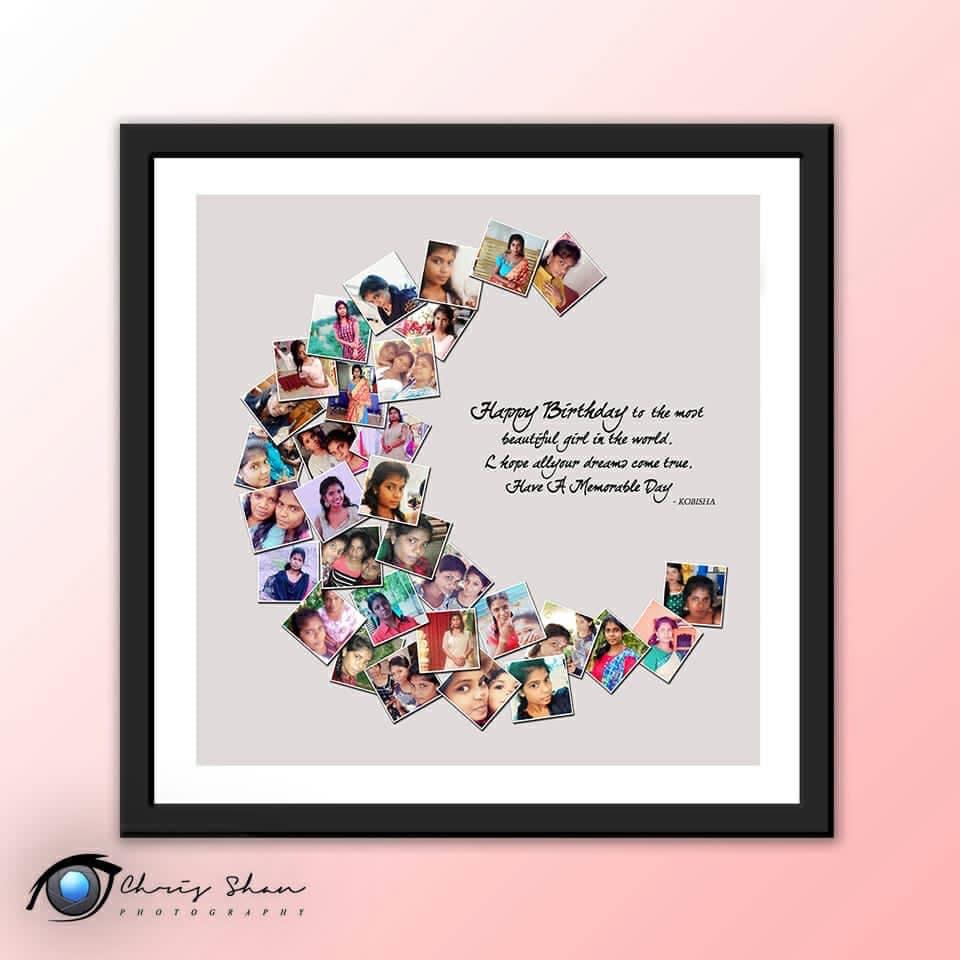 Happy Birthday to the most
beautiful girl in the world.
I hope allyour dreams come true.
Have A Memorable Day
- KOBISHA
Chris Shan
PHOTOGRAPHY